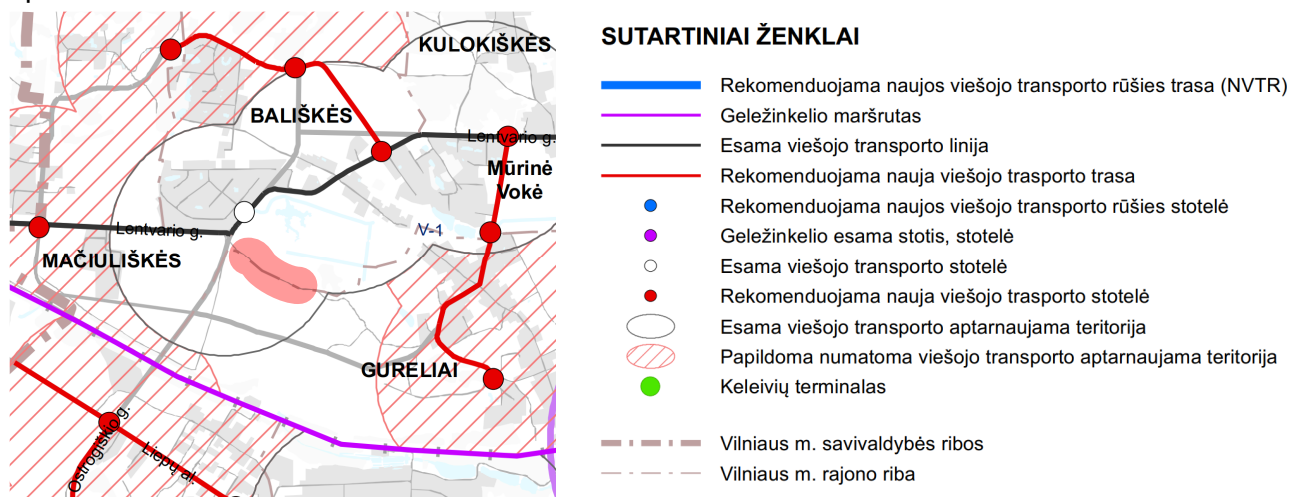 KULOKIŠKĖS
BALIŠKĖS
Lentvario g.
Mūrinė
Vokė
Lentvario g.
V-1
MAČIULIŠKĖS
GURELIAI
Ostrogiškio g.
Liepų al.
SUTARTINIAI ŽENKLAI
Rekomenduojama naujos viešojo transporto rūšies trasa (NVTR)
Geležinkelio maršrutas
Esama viešojo transporto linija
Rekomenduojama nauja viešojo trasporto trasa
Rekomenduojama naujos viešojo transporto rūšies stotelė
Geležinkelio esama stotis, stotelė
Esama viešojo transporto stotelė
Rekomenduojama nauja viešojo trasporto stotelė
Esama viešojo transporto aptarnaujama teritorija
Papildoma numatoma viešojo transporto aptarnaujama teritorija
Keleivių terminalas
Vilniaus m. savivaldybės ribos
Vilniaus m. rajono riba